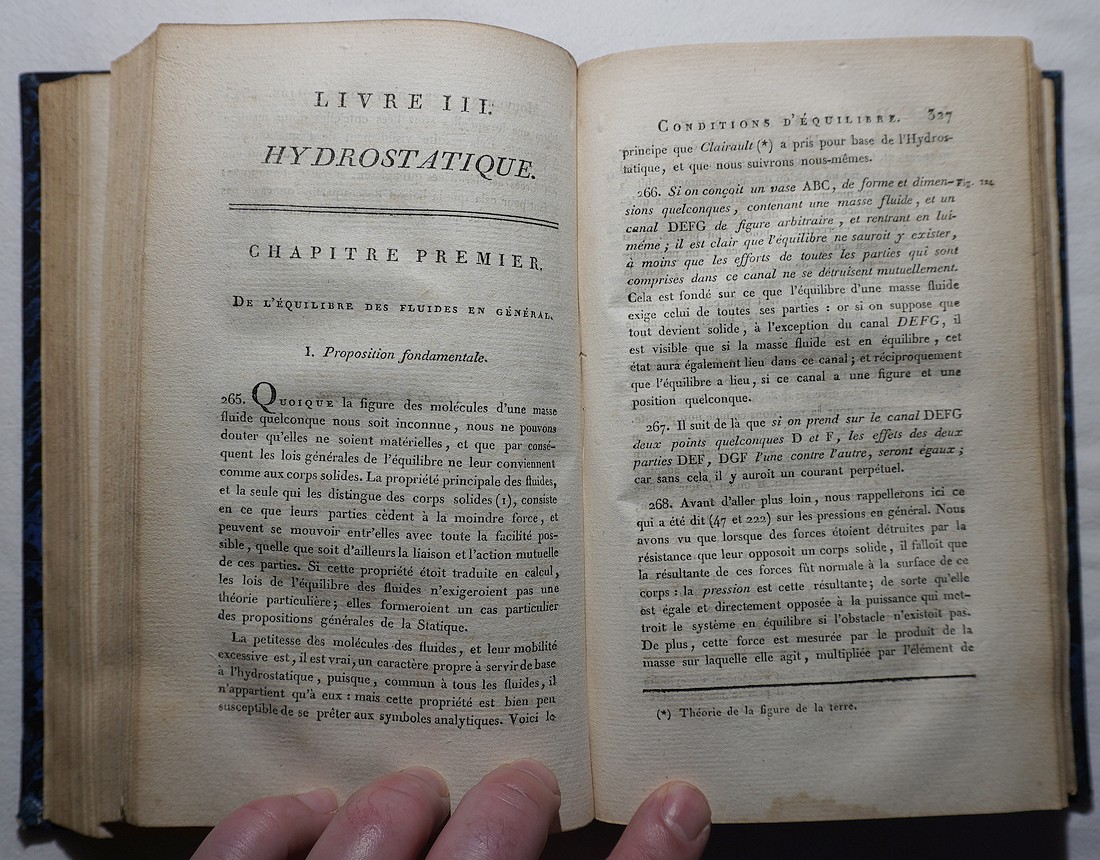 LIVRE III.
HYDROSTATIQUE.
CHAPITRE PREMIER.
DE L'ÉQUILIBRE DES FLUIDES EN GÉNÉRAL.
I. Proposition fondamentale.
265. QUOIQUE la figure des molécules d'une masse
fluide quelconque nous soit inconnue, nous ne pouvons
douter qu'elles ne soient matérielles, et que par consé-
quent les lois générales de l'équilibre ne leur conviennent
comme aux corps solides. La propriété principale des fluides,
et la seule qui les distingue des corps solides (1), consiste
en ce que leurs parties cèdent à la moindre force, et
peuvent se mouvoir entr'elles avec toute la facilité pos-
sible, quelle que soit d'ailleurs la liaison et l'action mutuelle
de ces parties. Si cette propriété étoit traduite en calcul,
les lois de l'équilibre des fluides n'exigeroient pas une
théorie particulière; elles formeroient un cas particulier
des propositions générales de la Statique.
La petitesse des molécules des fluides, et leur mobilité
excessive est, il est vrai, un caractère propre à servir de base
à l'hydrostatique, puisque, commun à tous les fluides, il
n'appartient qu'à eux : mais cette propriété est bien peu
susceptible de se prêter aux symboles analytiques. Voici le
CONDITIONS D'ÉQUILIBRE. 327
principe que Clairault (*) a pris pour base de l'Hydros-
tatique, et que nous suivrons nous-mêmes.
266. Si on conçoit un vase ABC, de forme et dimen- Fig. 124
sions quelconques, contenant une masse fluide, et un
canal DEFG de figure arbitraire, et rentrant en lui-
même; il est clair que l'équilibre ne sauroit y exister,
à moins que les efforts de toutes les parties qui sont
comprises dans ce canal ne se détruisent mutuellement.
Cela est fondé sur ce que l'équilibre d'une masse fluide
exige celui de toutes ses parties : or si on suppose que
tout devient solide, à l'exception du canal DEFG, il
est visible que si la masse fluide est en équilibre, cet
état aura également lieu dans ce canal; et réciproquement
que l'équilibre a lieu, si ce canal a une figure et une
position quelconque.
267. Il suit de là que si on prend sur le canal DEFG
deux points quelconques D et F, les effets des deux
parties DEF, DGF l'une contre l'autre, seront égaux;
car sans cela il y auroit un courant perpétuel.
268. Avant d'aller plus loin, nous rappellerons ici ce
qui a été dit (47 et 222) sur les pressions en général. Nous
avons vu que lorsque des forces étoient détruites par la
résistance que leur opposoit un corps solide, il falloit que
la résultante de ces forces fût normale à la surface de ce
corps : la pression est cette résultante; de sorte qu'elle
est égale et directement opposée à la puissance qui met-
troit le système en équilibre si l'obstacle n'existoit pas.
De plus, cette force est mesurée par le produit de la
masse sur laquelle elle agit, multipliée par l'élément de
(*) Théorie de la figure de la terre.